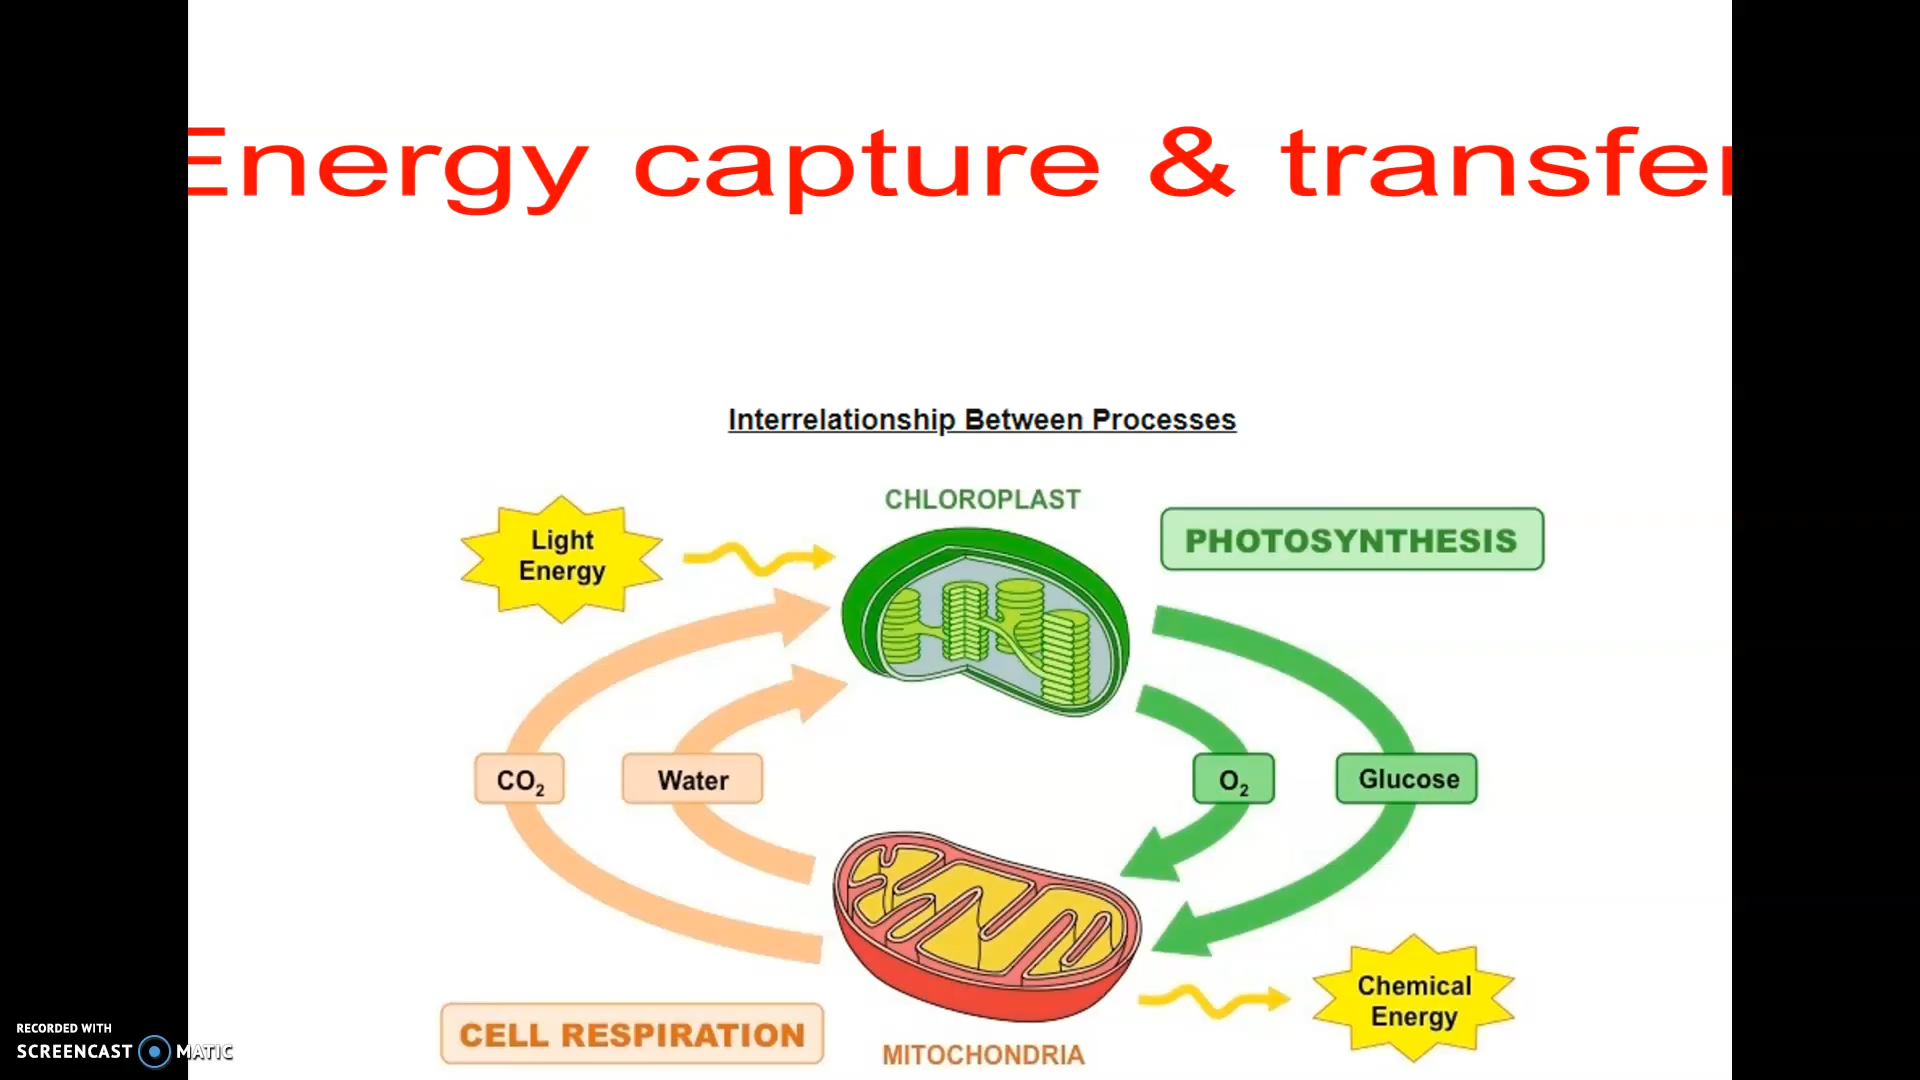 Energy capture & transfer
Interrelationship Between Processes
CHLOROPLAST
PHOTOSYNTHESIS
Light
Energy
CO₂
Water
O₂
Glucose
Chemical
Energy
CELL RESPIRATION
MITOCHONDRIA
RECORDED WITH
SCREENCAST MATIC